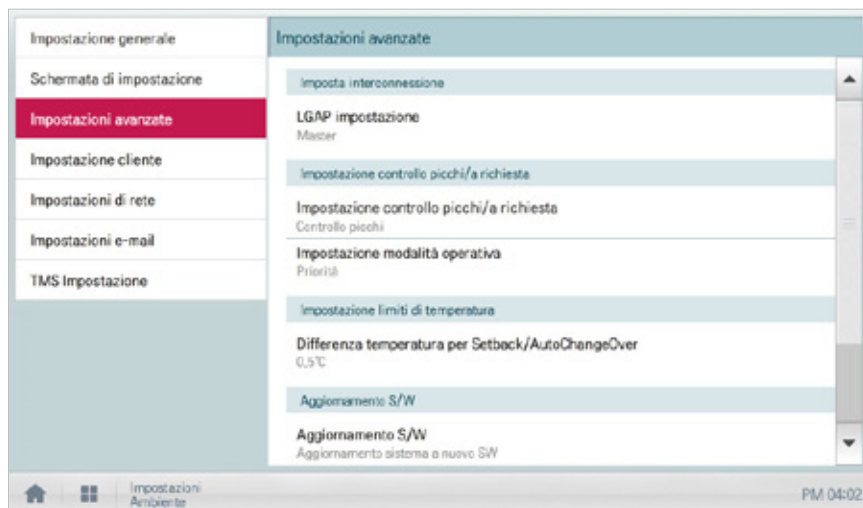 Impostazione generale
Schermata di impostazione
Impostazioni avanzate
Impostazione cliente
Impostazioni di rete
Impostazioni e-mail
TMS Impostazione
Impostazioni avanzate
Imposta interconnessione
LGAP impostazione
Master
Impostazione controllo picchi/a richiesta
Impostazione controllo picchi/a richiesta
Controllo picchi
Impostazione modalità operativa
Priorità
Impostazione limiti di temperatura
Differenza temperatura per Setback/AutoChangeOver
0,5℃
Aggiornamento S/W
Aggiornamento S/W
Aggiornamento sistema a nuovo SW
Impostazioni
Ambiente
PM 04:02